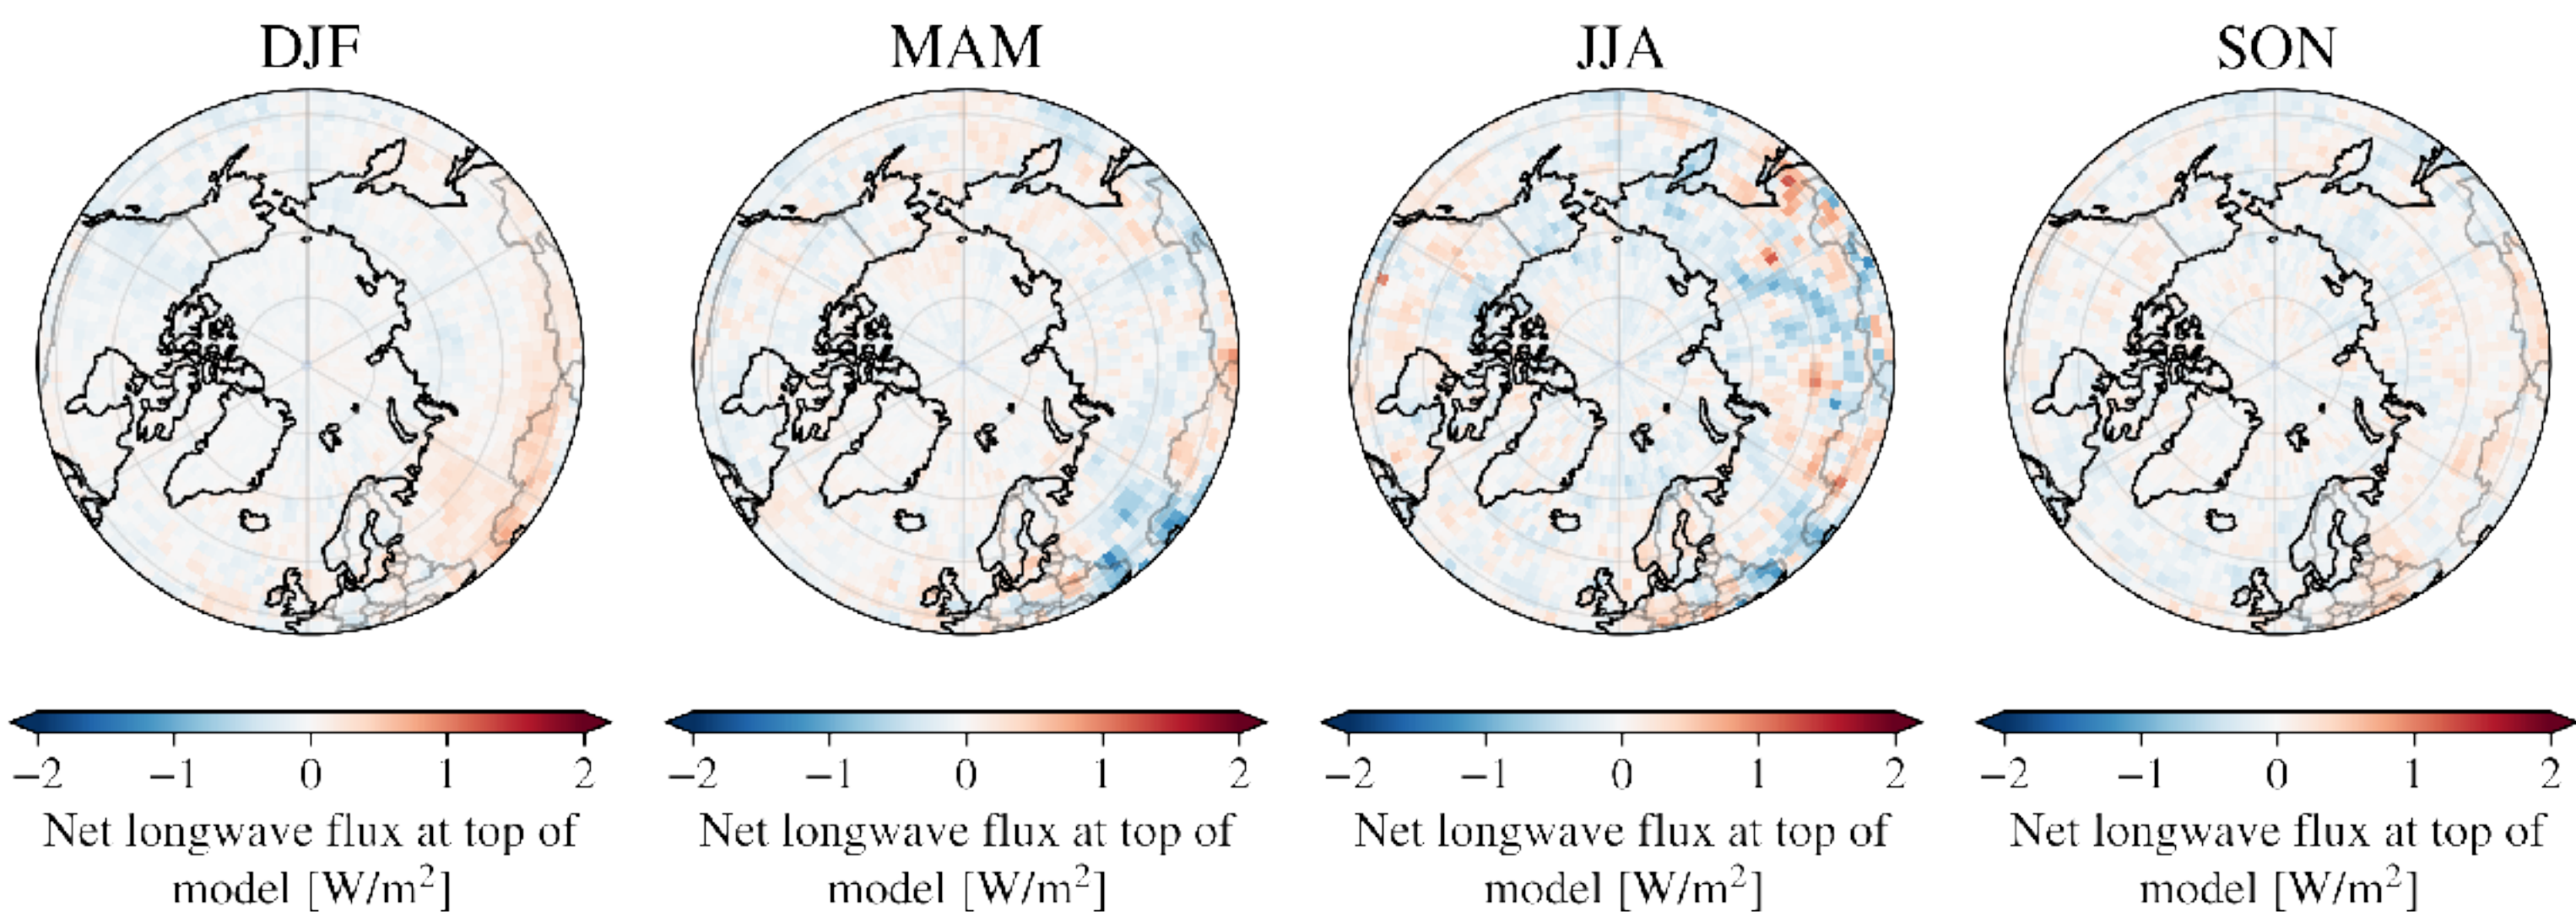 DJF MAM JJA SON
−2 −1 0 1 2 −2 −1 0 1 2 −2 −1 0 1 2 −2 −1 0 1 2
Net longwave flux at top of Net longwave flux at top of Net longwave flux at top of Net longwave flux at top of
model [W/m²] model [W/m²] model [W/m²] model [W/m²]